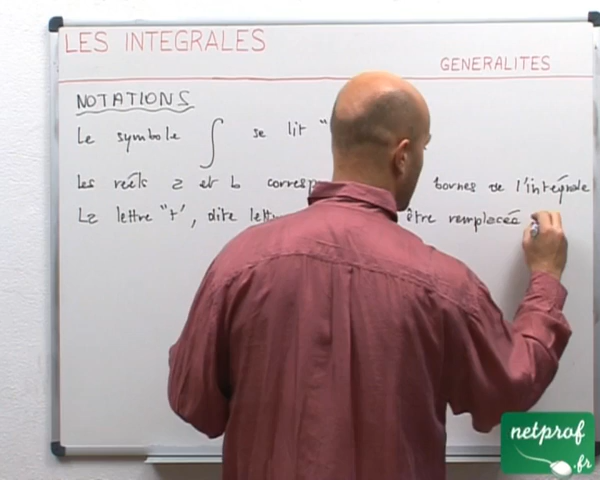 LES INTEGRALES
GENERALITES
NOTATIONS
Le symbole ∫ se lit "
Les réels a et b corresp bornes de l'intégrale
La lettre "t", dite lett être remplacée
netprof
.fr